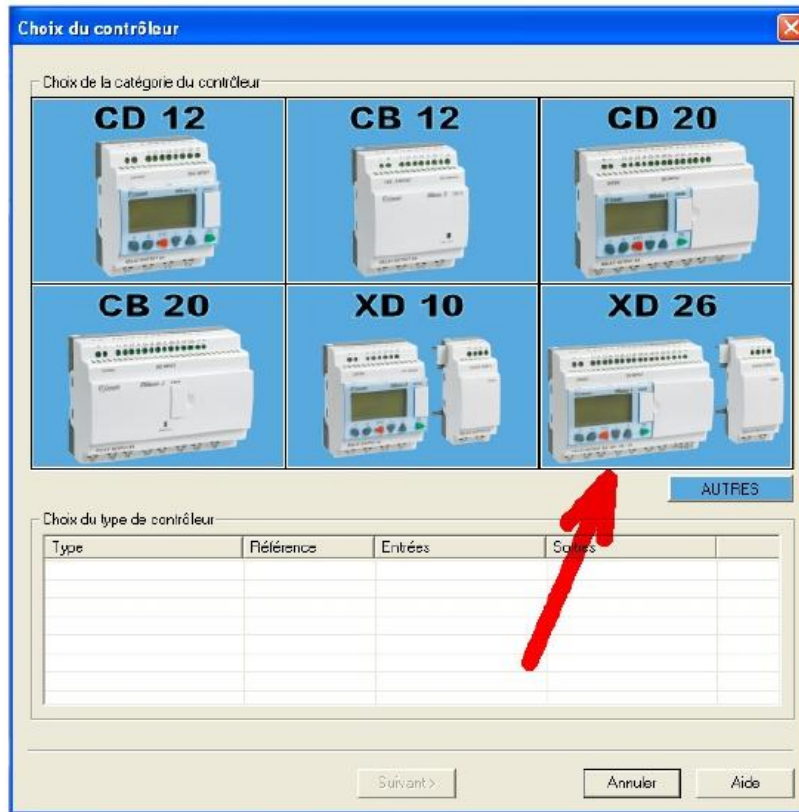 Choix du contrôleur
Choix de la catégorie du contrôleur
CD 12
CB 12
CD 20
CB 20
XD 10
XD 26
AUTRES
Choix du type de contrôleur
Type Référence Entrées Sorties
Suivant >
Annuler Aide